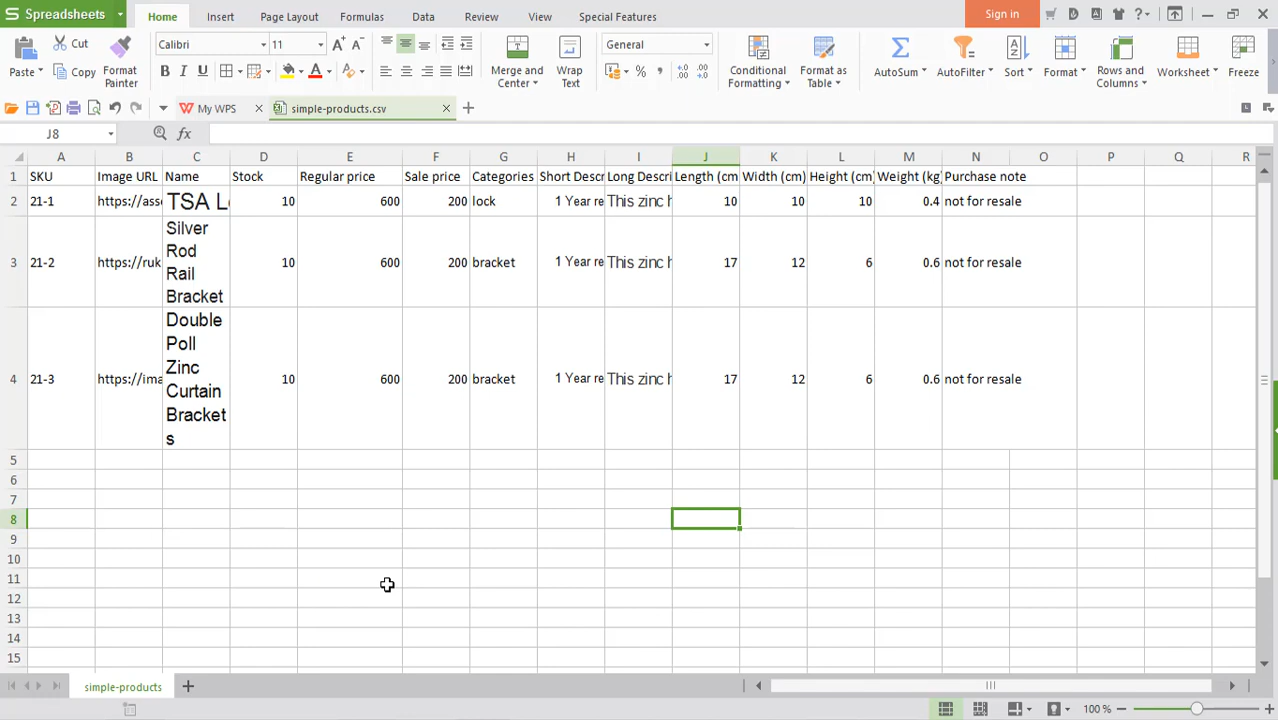 Spreadsheets
Home Insert Page Layout Formulas Data Review View Special Features Sign in
Cut
Paste Copy Format Painter
Calibri 11
B I U
Merge and Center Wrap Text
General
Conditional Formatting Format as Table AutoSum AutoFilter Sort Format Rows and Columns Worksheet Freeze
My WPS simple-products.csv
J8 fx
A B C D E F G H I J K L M N O P Q R
1 SKU Image URL Name Stock Regular price Sale price Categories Short Descr Long Descri Length (cm Width (cm) Height (cm) Weight (kg Purchase note
2 21-1 https://asse TSA L 10 600 200 lock 1 Year re This zinc h 10 10 10 0.4 not for resale
3 21-2 https://ruk Silver Rod Rail Bracket 10 600 200 bracket 1 Year re This zinc h 17 12 6 0.6 not for resale
4 21-3 https://ima Double Poll Zinc Curtain Brackets 10 600 200 bracket 1 Year re This zinc h 17 12 6 0.6 not for resale
5
6
7
8
9
10
11
12
13
14
15
simple-products
100 %